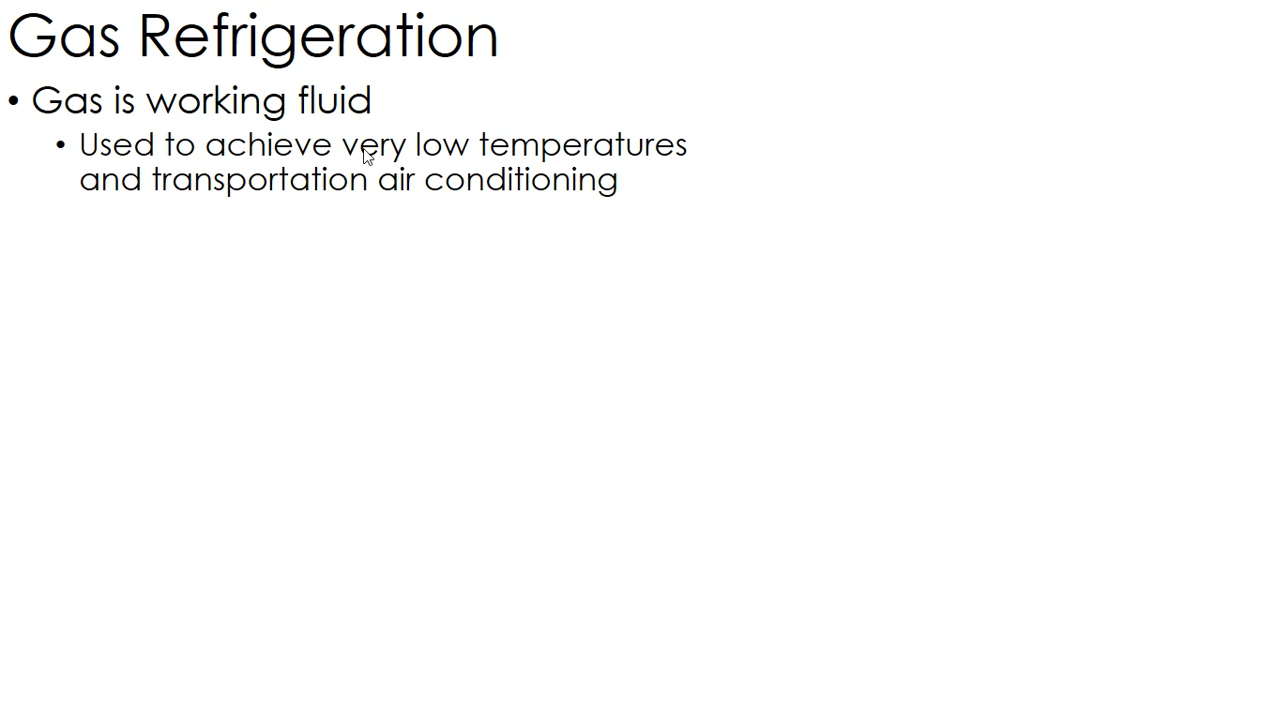 Gas Refrigeration
• Gas is working fluid
• Used to achieve very low temperatures
and transportation air conditioning